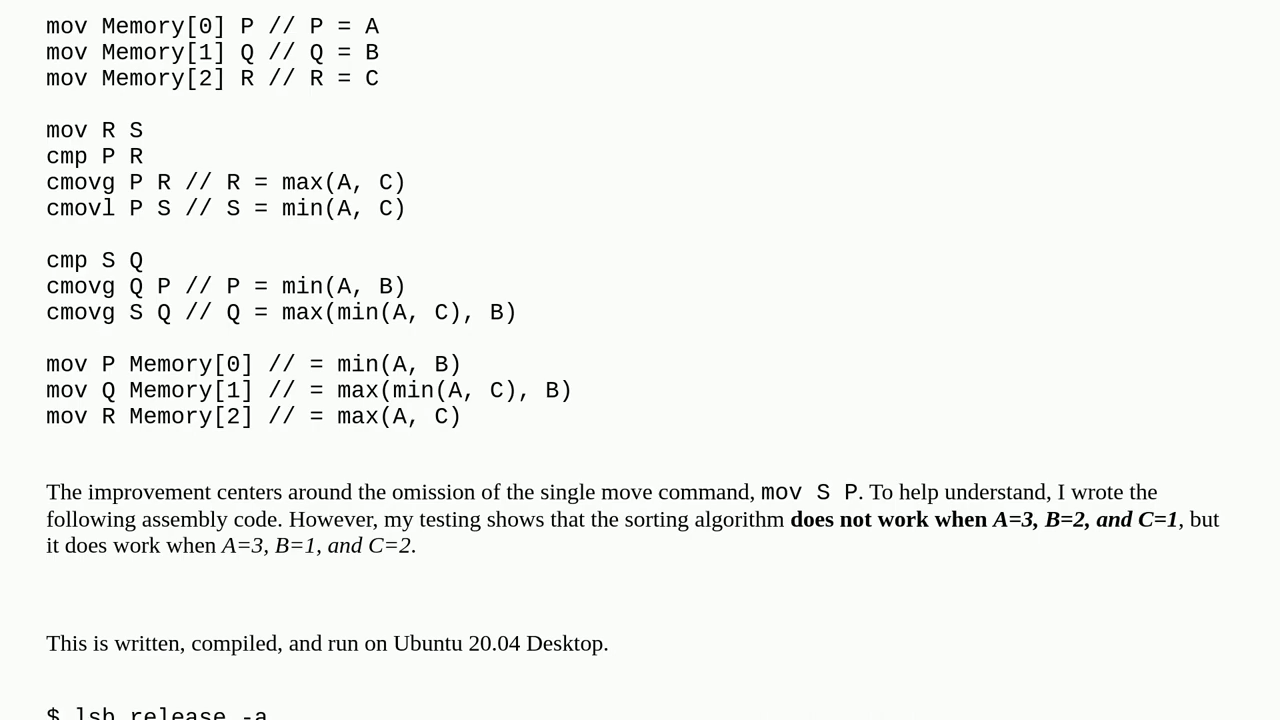 mov Memory[0] P // P = A
mov Memory[1] Q // Q = B
mov Memory[2] R // R = C
mov R S
cmp P R
cmovg P R // R = max(A, C)
cmovl P S // S = min(A, C)
cmp S Q
cmovg Q P // P = min(A, B)
cmovg S Q // Q = max(min(A, C), B)
mov P Memory[0] // = min(A, B)
mov Q Memory[1] // = max(min(A, C), B)
mov R Memory[2] // = max(A, C)
The improvement centers around the omission of the single move command, mov S P. To help understand, I wrote the
following assembly code. However, my testing shows that the sorting algorithm does not work when A=3, B=2, and C=1, but
it does work when A=3, B=1, and C=2.
This is written, compiled, and run on Ubuntu 20.04 Desktop.
$ lsb_release -a